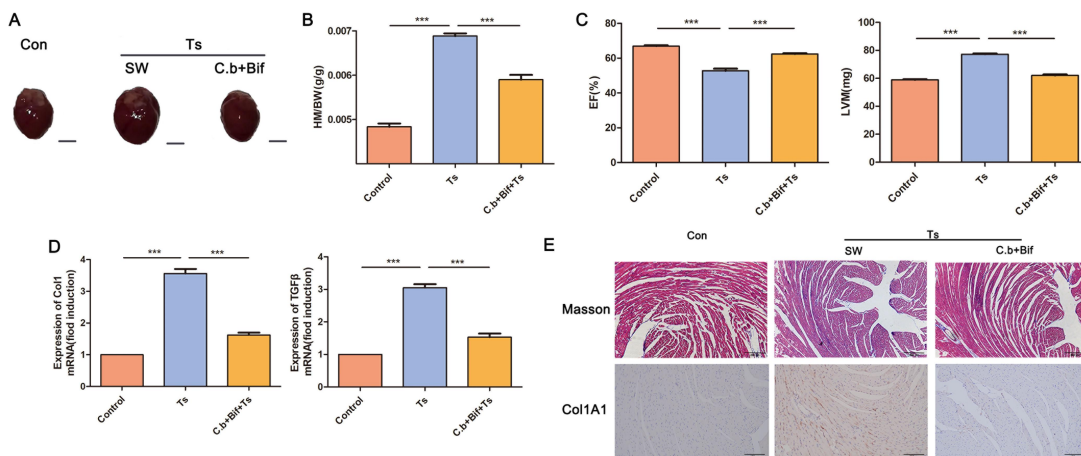 A
Con
Ts
SW
C.b+Bif
B
HM/BW(g/g)
0.007
0.006
0.005
***
***
Control
Ts
C.b+Bif+Ts
C
EF(%)
80
60
40
20
0
***
***
Control
Ts
C.b+Bif+Ts
LVM(mg)
100
80
60
40
20
0
***
***
Control
Ts
C.b+Bif+Ts
D
Expression of Col1
mRNA(fiod induction)
4
3
2
1
0
***
***
Control
Ts
C.b+Bif+Ts
Expression of TGFβ
mRNA(fiod induction)
4
3
2
1
0
***
***
Control
Ts
C.b+Bif+Ts
E
Con
Ts
SW
C.b+Bif
Masson
Col1A1